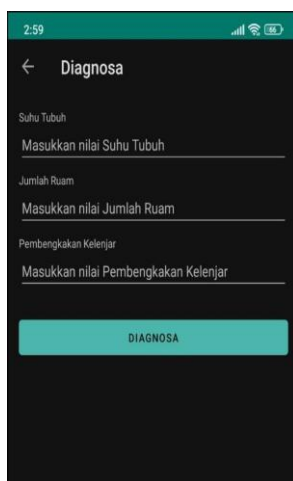 2:59
66
Diagnosa
Suhu Tubuh
Masukkan nilai Suhu Tubuh
Jumlah Ruam
Masukkan nilai Jumlah Ruam
Pembengkakan Kelenjar
Masukkan nilai Pembengkakan Kelenjar
DIAGNOSA